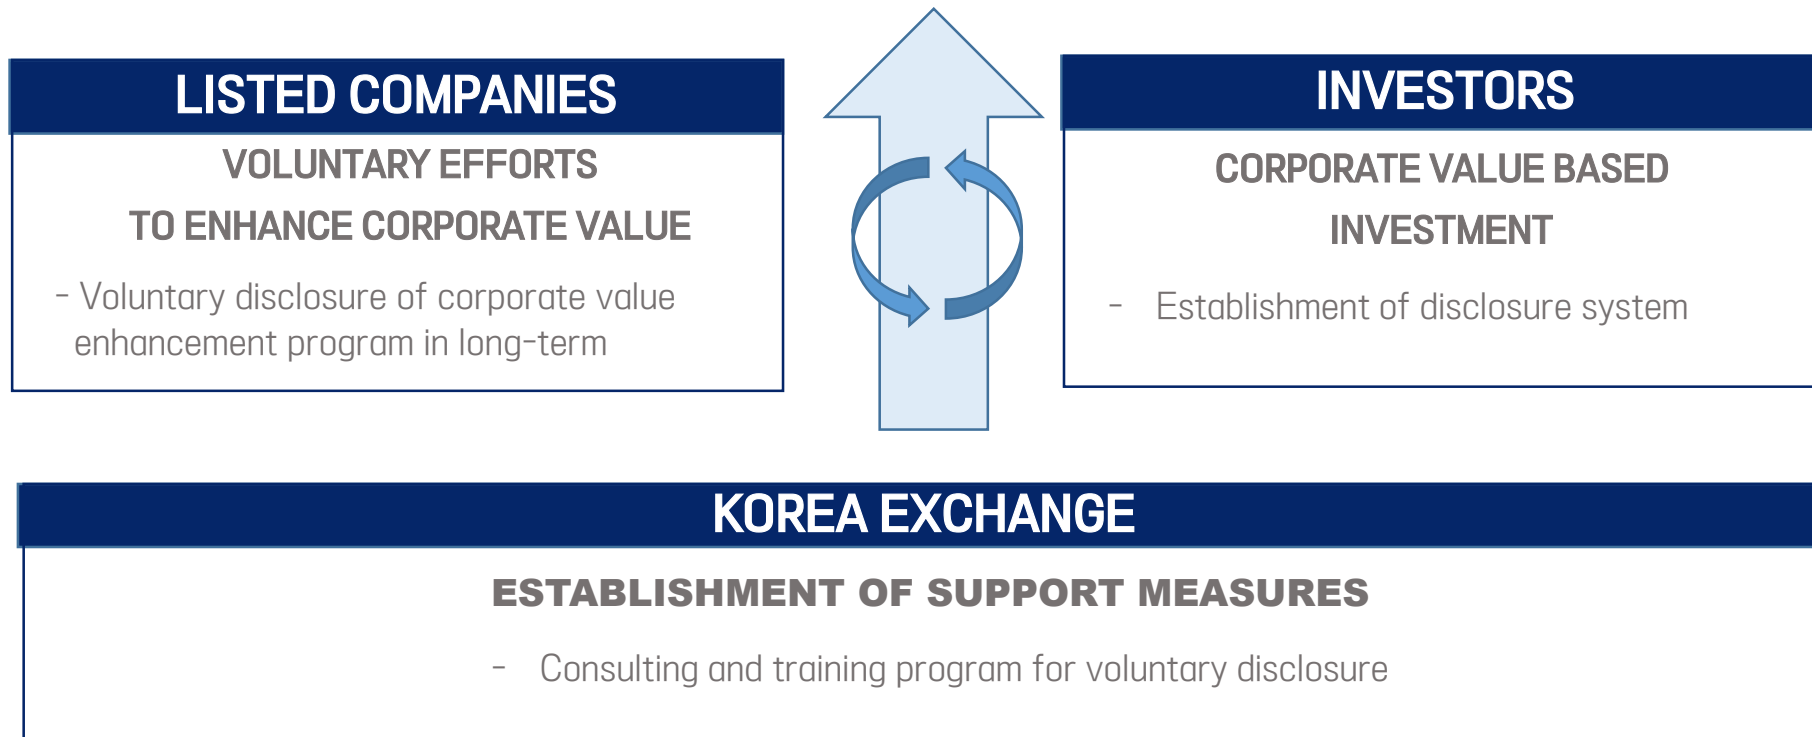 LISTED COMPANIES
VOLUNTARY EFFORTS
TO ENHANCE CORPORATE VALUE
- Voluntary disclosure of corporate value
enhancement program in long-term
INVESTORS
CORPORATE VALUE BASED
INVESTMENT
- Establishment of disclosure system
KOREA EXCHANGE
ESTABLISHMENT OF SUPPORT MEASURES
- Consulting and training program for voluntary disclosure